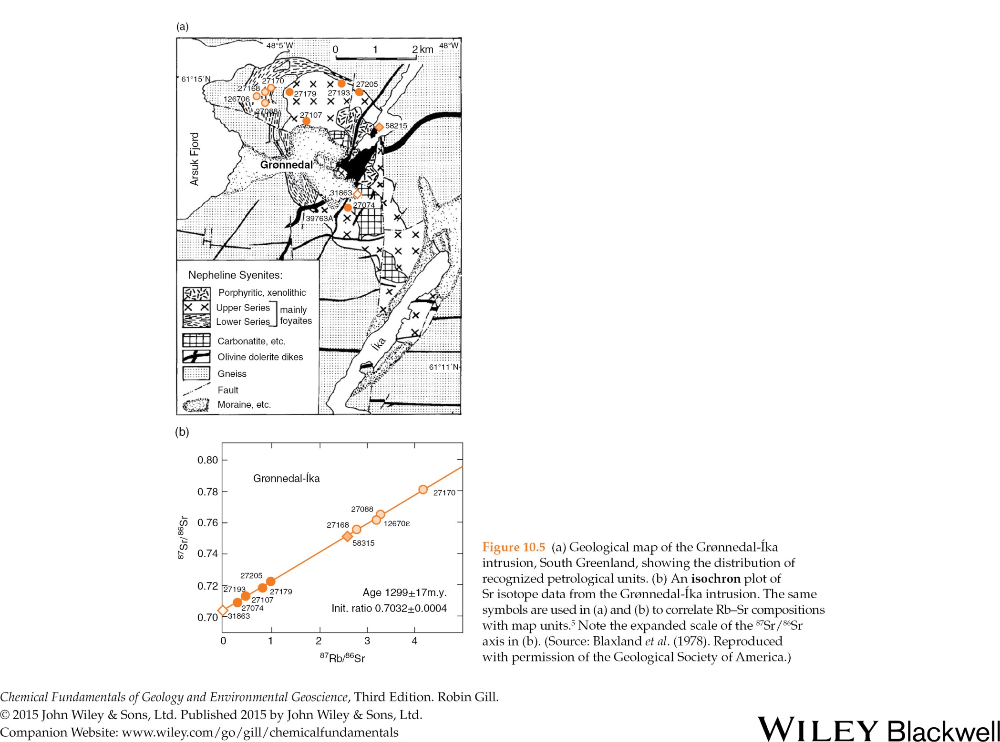 (a)
48°5′W
0 1 2 km
48°W
61°15′N
27170
27168
27179
27193
27205
126706
27088
27107
58215
Arsuk Fjord
Grønnedal
31863
27074
39763A
Nepheline Syenites:
Porphyritic, xenolithic
Upper Series
Lower Series
mainly
foyaites
Carbonatite, etc.
Olivine dolerite dikes
Gneiss
Fault
Moraine, etc.
Íka
61°11′N
(b)
0.80
Grønnedal-Íka
0.78
27170
27088
0.76
12670ε
27168
58315
0.74
⁸⁷Sr/⁸⁶Sr
27205
0.72
27193
27179
27107
27074
Age 1299±17m.y.
Init. ratio 0.7032±0.0004
0.70
31863
0 1 2 3 4
⁸⁷Rb/⁸⁶Sr
Figure 10.5 (a) Geological map of the Grønnedal-Íka
intrusion, South Greenland, showing the distribution of
recognized petrological units. (b) An isochron plot of
Sr isotope data from the Grønnedal-Íka intrusion. The same
symbols are used in (a) and (b) to correlate Rb–Sr compositions
with map units.⁵ Note the expanded scale of the ⁸⁷Sr/⁸⁶Sr
axis in (b). (Source: Blaxland et al. (1978). Reproduced
with permission of the Geological Society of America.)
Chemical Fundamentals of Geology and Environmental Geoscience, Third Edition. Robin Gill.
© 2015 John Wiley & Sons, Ltd. Published 2015 by John Wiley & Sons, Ltd.
Companion Website: www.wiley.com/go/gill/chemicalfundamentals
WILEY Blackwell